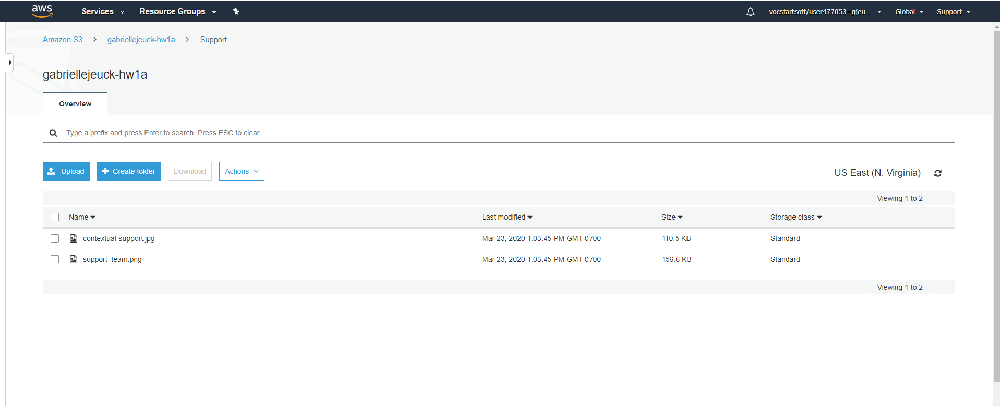 aws Services Resource Groups vocstartsoft/user477053=gjeu... Global Support
Amazon S3 > gabriellejeuck-hw1a > Support
gabriellejeuck-hw1a
Overview
Type a prefix and press Enter to search. Press ESC to clear.
Upload + Create folder Download Actions US East (N. Virginia)
Viewing 1 to 2
Name Last modified Size Storage class
contextual-support.jpg Mar 23, 2020 1:03:45 PM GMT-0700 110.5 KB Standard
support_team.png Mar 23, 2020 1:03:45 PM GMT-0700 156.6 KB Standard
Viewing 1 to 2